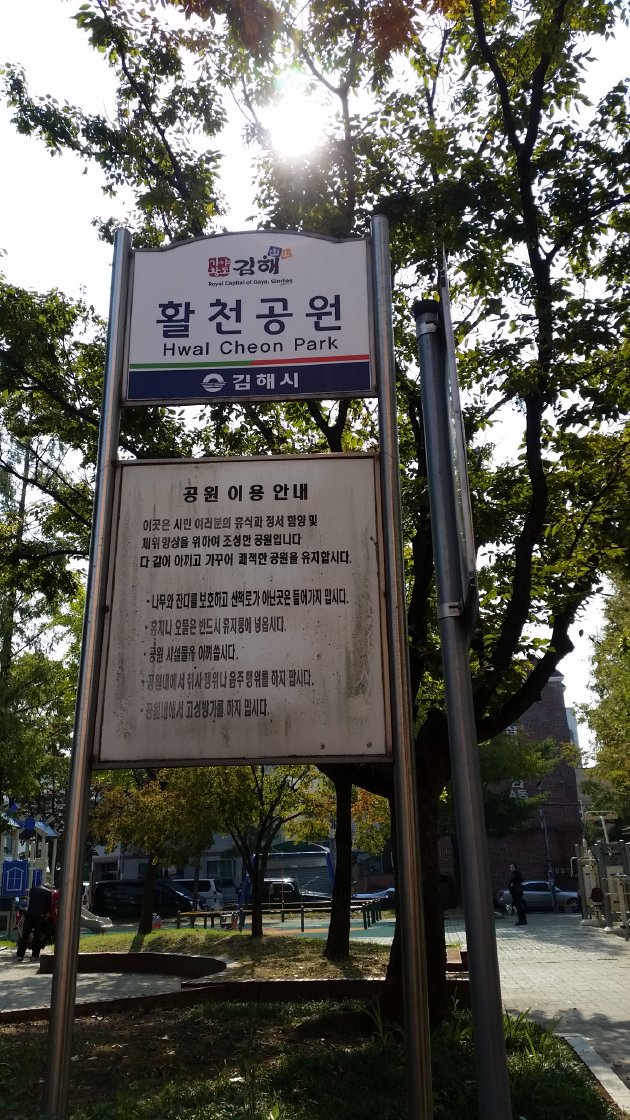 김해
Royal Capital of Gaya, Gimhae
활천공원
Hwal Cheon Park
김해시
공원 이용 안내
이곳은 시민 여러분의 휴식과 정서 함양 및
체위향상을 위하여 조성한 공원입니다
다 같이 아끼고 가꾸어 쾌적한 공원을 유지합시다.
· 나무와 잔디를 보호하고 산책로가 아닌곳은 들어가지 맙시다.
· 휴지나 오물은 반드시 휴지통에 넣읍시다.
· 공원 시설물을 아껴씁시다.
· 공원내에서 취사 행위나 음주 행위를 하지 맙시다.
· 공원내에서 고성방가를 하지 맙시다.